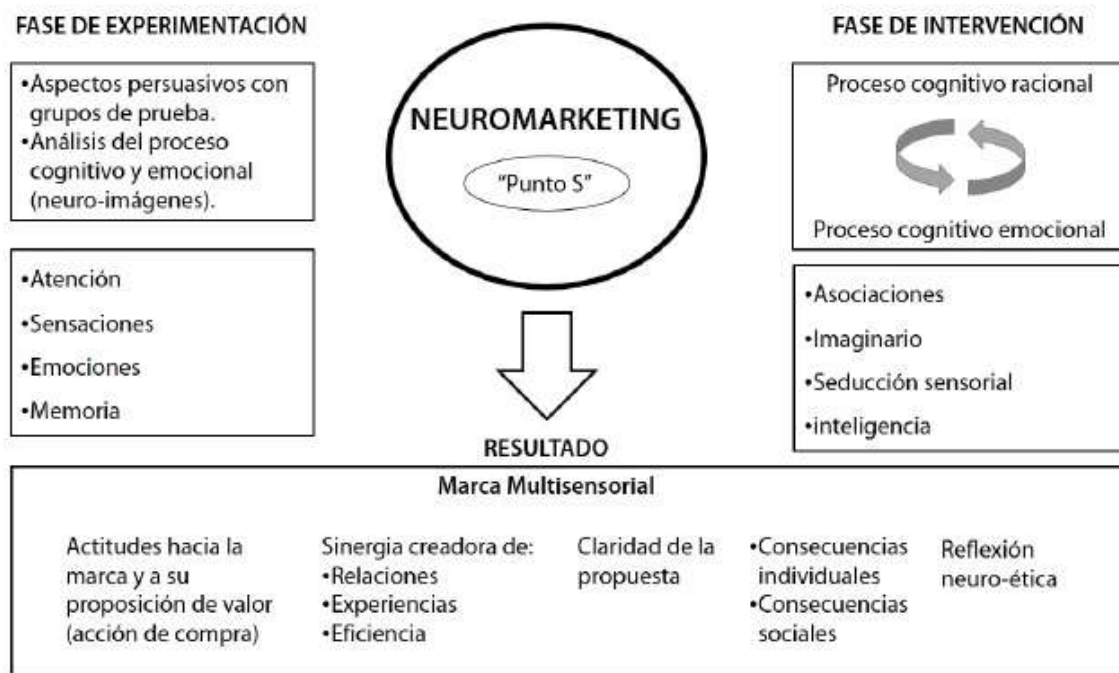 FASE DE EXPERIMENTACIÓN
•Aspectos persuasivos con
grupos de prueba.
•Análisis del proceso
cognitivo y emocional
(neuro-imágenes).
•Atención
•Sensaciones
•Emociones
•Memoria
NEUROMARKETING
"Punto S"
FASE DE INTERVENCIÓN
Proceso cognitivo racional
Proceso cognitivo emocional
•Asociaciones
•Imaginario
•Seducción sensorial
•inteligencia
RESULTADO
Marca Multisensorial
Actitudes hacia la
marca y a su
proposición de valor
(acción de compra)
Sinergia creadora de:
•Relaciones
•Experiencias
•Eficiencia
Claridad de la
propuesta
•Consecuencias
individuales
•Consecuencias
sociales
Reflexión
neuro-ética